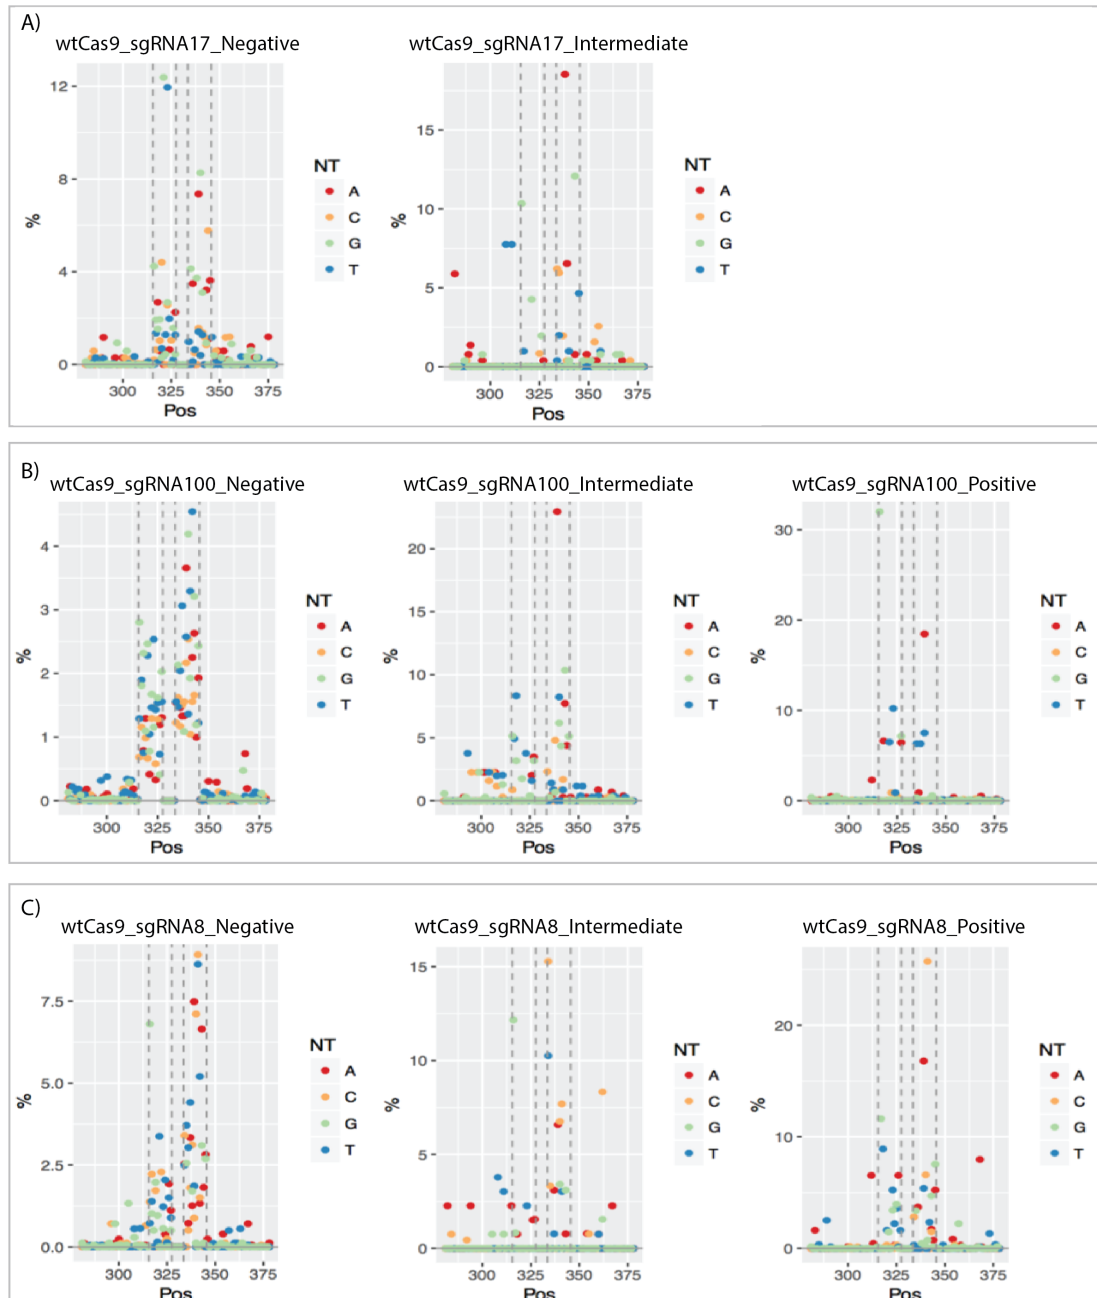 A)
wtCas9_sgRNA17_Negative wtCas9_sgRNA17_Intermediate
12
8
4
0
%
300 325 350 375
Pos
NT
A
C
G
T
15
10
5
0
%
300 325 350 375
Pos
NT
A
C
G
T
B)
wtCas9_sgRNA100_Negative wtCas9_sgRNA100_Intermediate wtCas9_sgRNA100_Positive
4
3
2
1
0
%
300 325 350 375
Pos
NT
A
C
G
T
20
15
10
5
0
%
300 325 350 375
Pos
NT
A
C
G
T
30
20
10
0
%
300 325 350 375
Pos
NT
A
C
G
T
C)
wtCas9_sgRNA8_Negative wtCas9_sgRNA8_Intermediate wtCas9_sgRNA8_Positive
7.5
5.0
2.5
0.0
%
300 325 350 375
Pos
NT
A
C
G
T
15
10
5
0
%
300 325 350 375
Pos
NT
A
C
G
T
20
10
0
%
300 325 350 375
Pos
NT
A
C
G
T